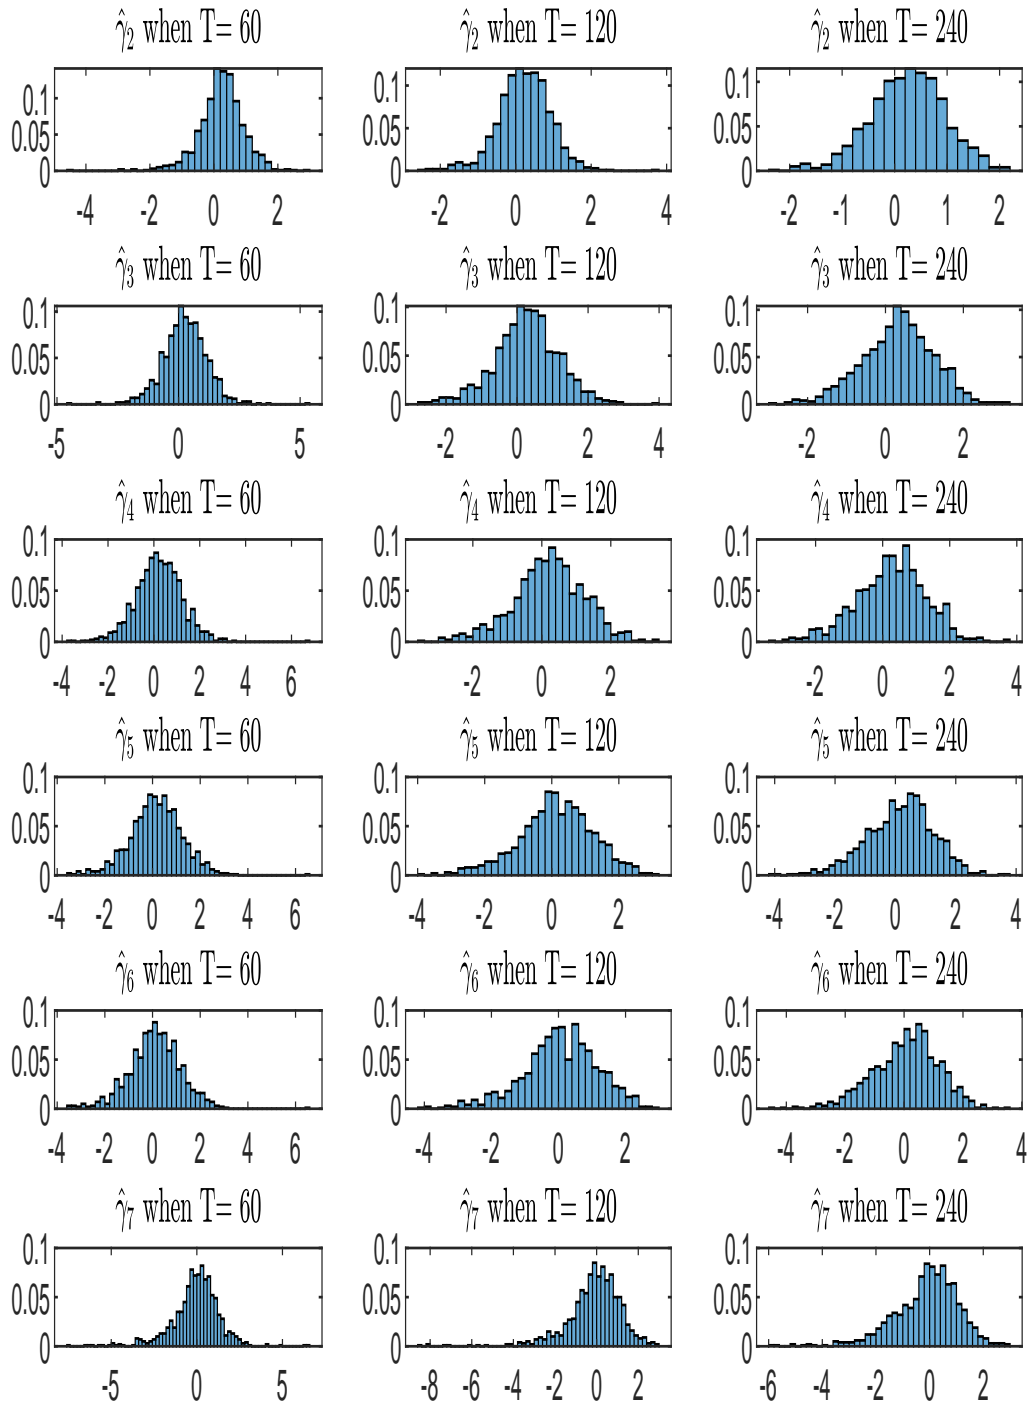 γ̂₂ when T= 60 γ̂₂ when T= 120 γ̂₂ when T= 240
0.1 0.1 0.1
0.05 0.05 0.05
0 0 0
-4 -2 0 2 -2 0 2 4 -2 -1 0 1 2
γ̂₃ when T= 60 γ̂₃ when T= 120 γ̂₃ when T= 240
0.1 0.1 0.1
0.05 0.05 0.05
0 0 0
-5 0 5 -2 0 2 4 -2 0 2
γ̂₄ when T= 60 γ̂₄ when T= 120 γ̂₄ when T= 240
0.1 0.1 0.1
0.05 0.05 0.05
0 0 0
-4 -2 0 2 4 6 -2 0 2 -2 0 2 4
γ̂₅ when T= 60 γ̂₅ when T= 120 γ̂₅ when T= 240
0.1 0.1 0.1
0.05 0.05 0.05
0 0 0
-4 -2 0 2 4 6 -4 -2 0 2 -4 -2 0 2 4
γ̂₆ when T= 60 γ̂₆ when T= 120 γ̂₆ when T= 240
0.1 0.1 0.1
0.05 0.05 0.05
0 0 0
-4 -2 0 2 4 6 -4 -2 0 2 -4 -2 0 2 4
γ̂₇ when T= 60 γ̂₇ when T= 120 γ̂₇ when T= 240
0.1 0.1 0.1
0.05 0.05 0.05
0 0 0
-5 0 5 -8 -6 -4 -2 0 2 -6 -4 -2 0 2